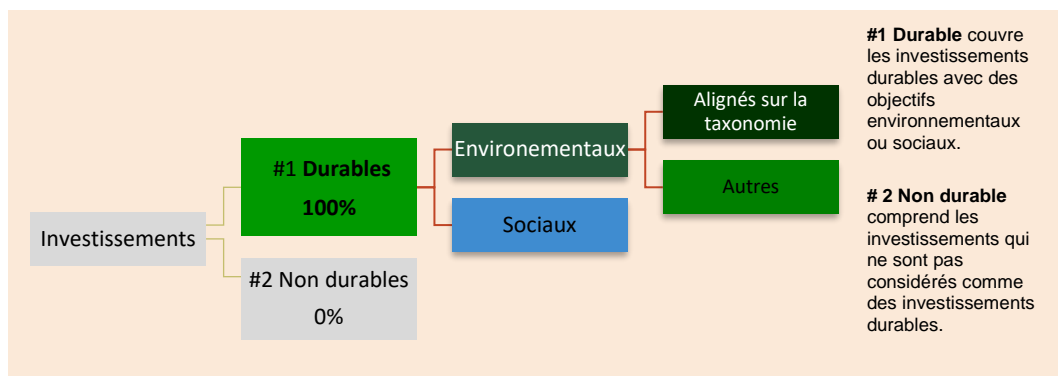 Investissements
#1 Durables
100%
#2 Non durables
0%
Environementaux
Sociaux
Alignés sur la
taxonomie
Autres
#1 Durable couvre
les investissements
durables avec des
objectifs
environnementaux
ou sociaux.
# 2 Non durable
comprend les
investissements qui
ne sont pas
considérés comme
des investissements
durables.